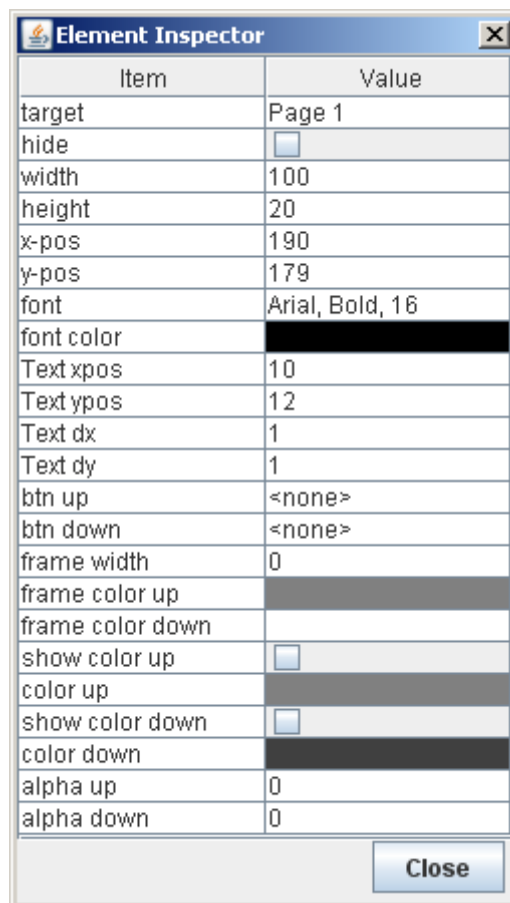 Element Inspector
Item Value
target Page 1
hide
width 100
height 20
x-pos 190
y-pos 179
font Arial, Bold, 16
font color
Text xpos 10
Text ypos 12
Text dx 1
Text dy 1
btn up <none>
btn down <none>
frame width 0
frame color up
frame color down
show color up
color up
show color down
color down
alpha up 0
alpha down 0
Close